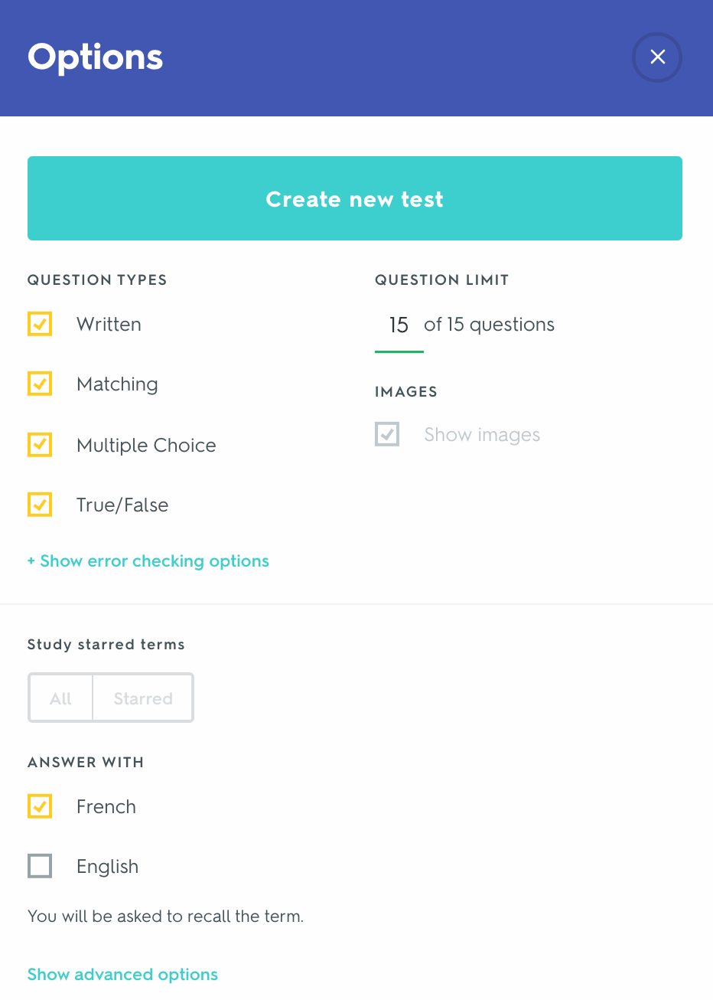 Options
Create new test
QUESTION TYPES
Written
Matching
Multiple Choice
True/False
+ Show error checking options
QUESTION LIMIT
15 of 15 questions
IMAGES
Show images
Study starred terms
All Starred
ANSWER WITH
French
English
You will be asked to recall the term.
Show advanced options